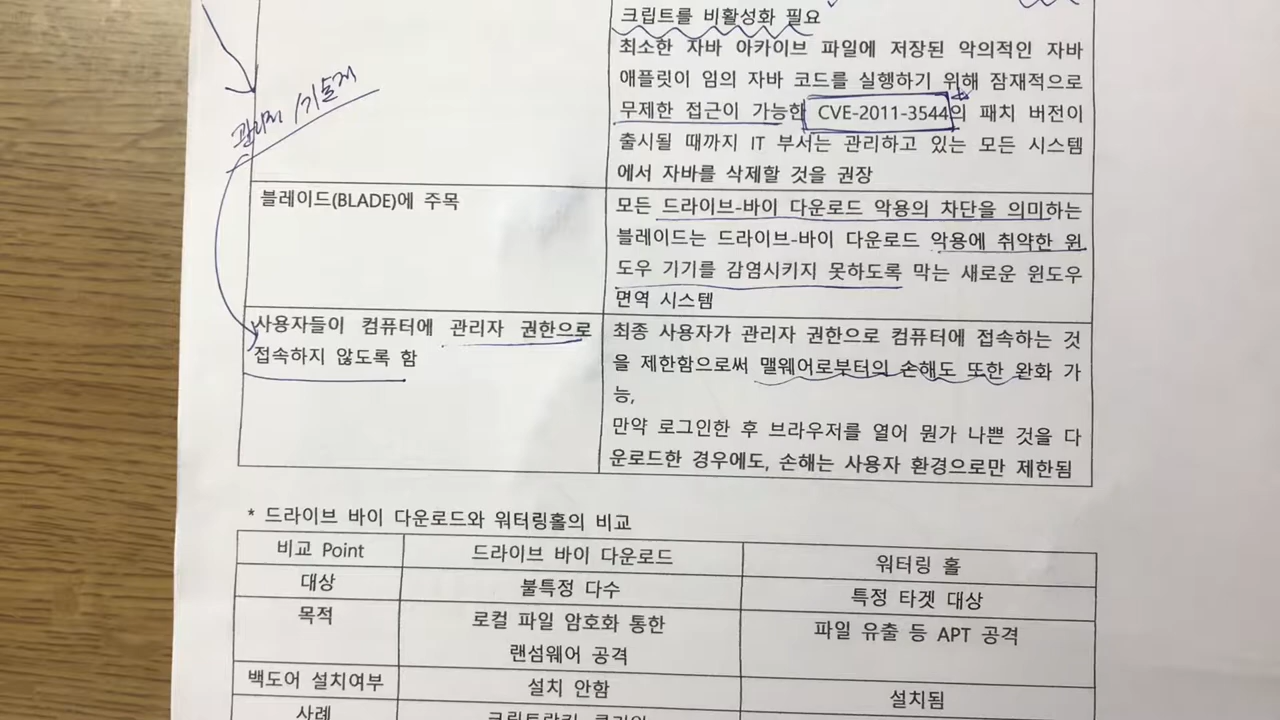 크립트를 비활성화 필요
최소한 자바 아카이브 파일에 저장된 악의적인 자바
애플릿이 임의 자바 코드를 실행하기 위해 잠재적으로
무제한 접근이 가능한 CVE-2011-3544의 패치 버전이
출시될 때까지 IT 부서는 관리하고 있는 모든 시스템
에서 자바를 삭제할 것을 권장
관리적/기술적
블레이드(BLADE)에 주목
모든 드라이브-바이 다운로드 악용의 차단을 의미하는
블레이드는 드라이브-바이 다운로드 악용에 취약한 윈
도우 기기를 감염시키지 못하도록 막는 새로운 윈도우
면역 시스템
사용자들이 컴퓨터에 관리자 권한으로
접속하지 않도록 함
최종 사용자가 관리자 권한으로 컴퓨터에 접속하는 것
을 제한함으로써 맬웨어로부터의 손해도 또한 완화 가
능,
만약 로그인한 후 브라우저를 열어 뭔가 나쁜 것을 다
운로드한 경우에도, 손해는 사용자 환경으로만 제한됨
* 드라이브 바이 다운로드와 워터링홀의 비교
비교 Point 드라이브 바이 다운로드 워터링 홀
대상 불특정 다수 특정 타겟 대상
목적 로컬 파일 암호화 통한 파일 유출 등 APT 공격
랜섬웨어 공격
백도어 설치여부 설치 안함 설치됨
사례